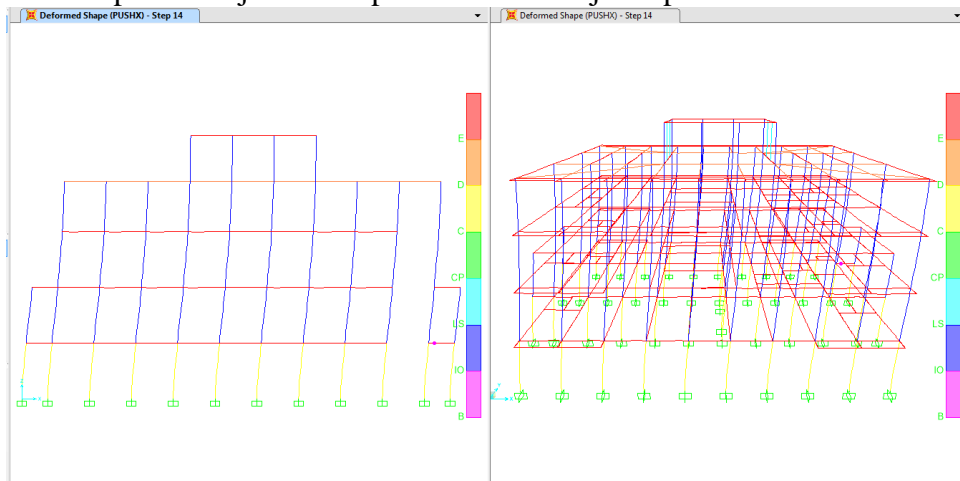 Deformed Shape (PUSHX) - Step 14
Deformed Shape (PUSHX) - Step 14
E
D
C
CP
LS
IO
B
E
D
C
CP
LS
IO
B